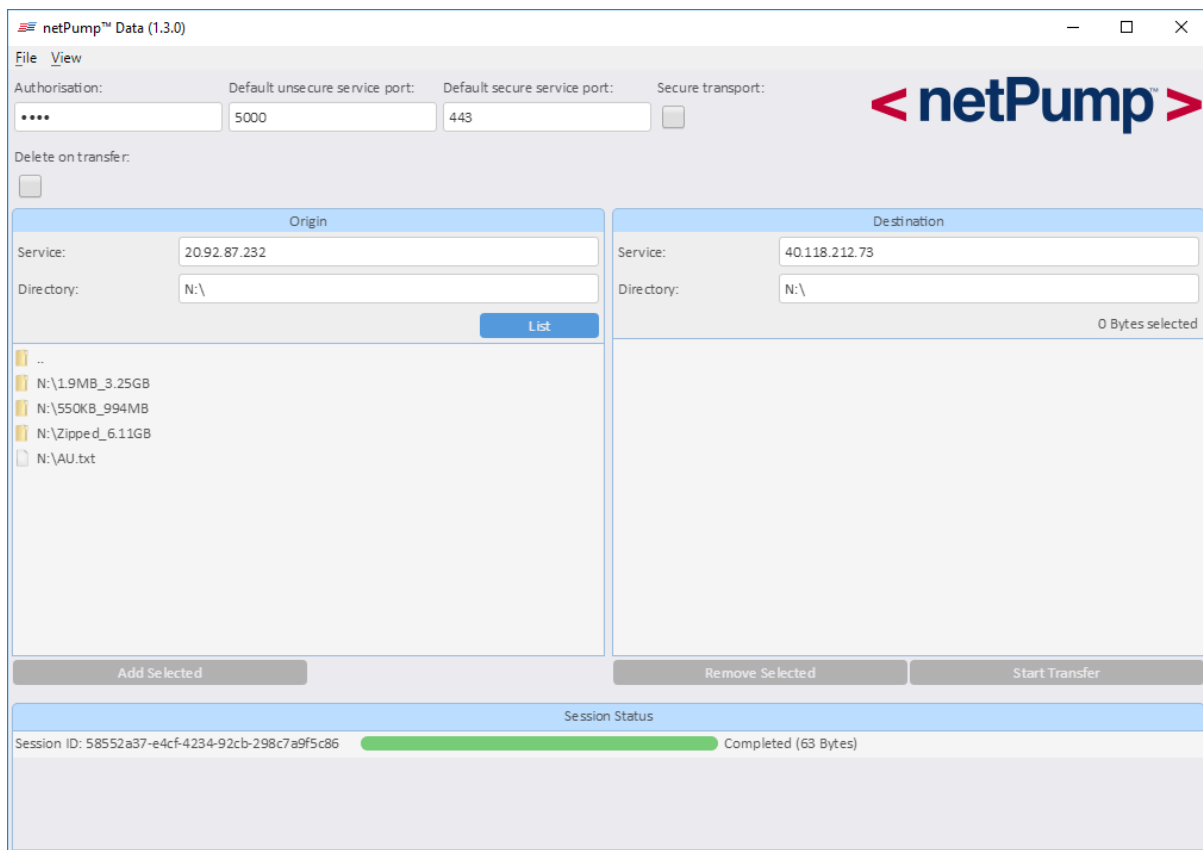 netPump™ Data (1.3.0)
File View
Authorisation: Default unsecure service port: Default secure service port: Secure transport:
•••• 5000 443
<netPump™>
Delete on transfer:
Origin Destination
Service: 20.92.87.232 Service: 40.118.212.73
Directory: N:\ Directory: N:\
List 0 Bytes selected
..
N:\1.9MB_3.25GB
N:\550KB_994MB
N:\Zipped_6.11GB
N:\AU.txt
Add Selected Remove Selected Start Transfer
Session Status
Session ID: 58552a37-e4cf-4234-92cb-298c7a9f5c86 Completed (63 Bytes)